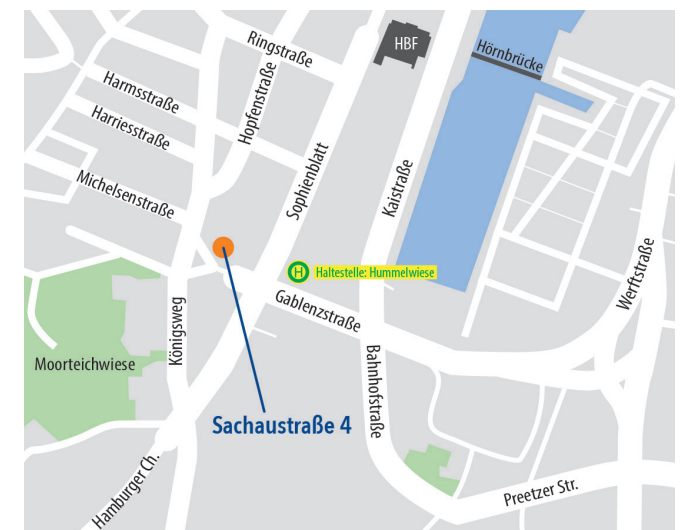 HBF
Ringstraße
Hörnbrücke
Harmsstraße
Hopfenstraße
Harriesstraße
Sophienblatt
Kaistraße
Michelsenstraße
Werftstraße
H
Haltestelle: Hummelwiese
Gablenzstraße
Königsweg
Moorteichwiese
Bahnhofstraße
Sachaustraße 4
Hamburger Ch.
Preetzer Str.